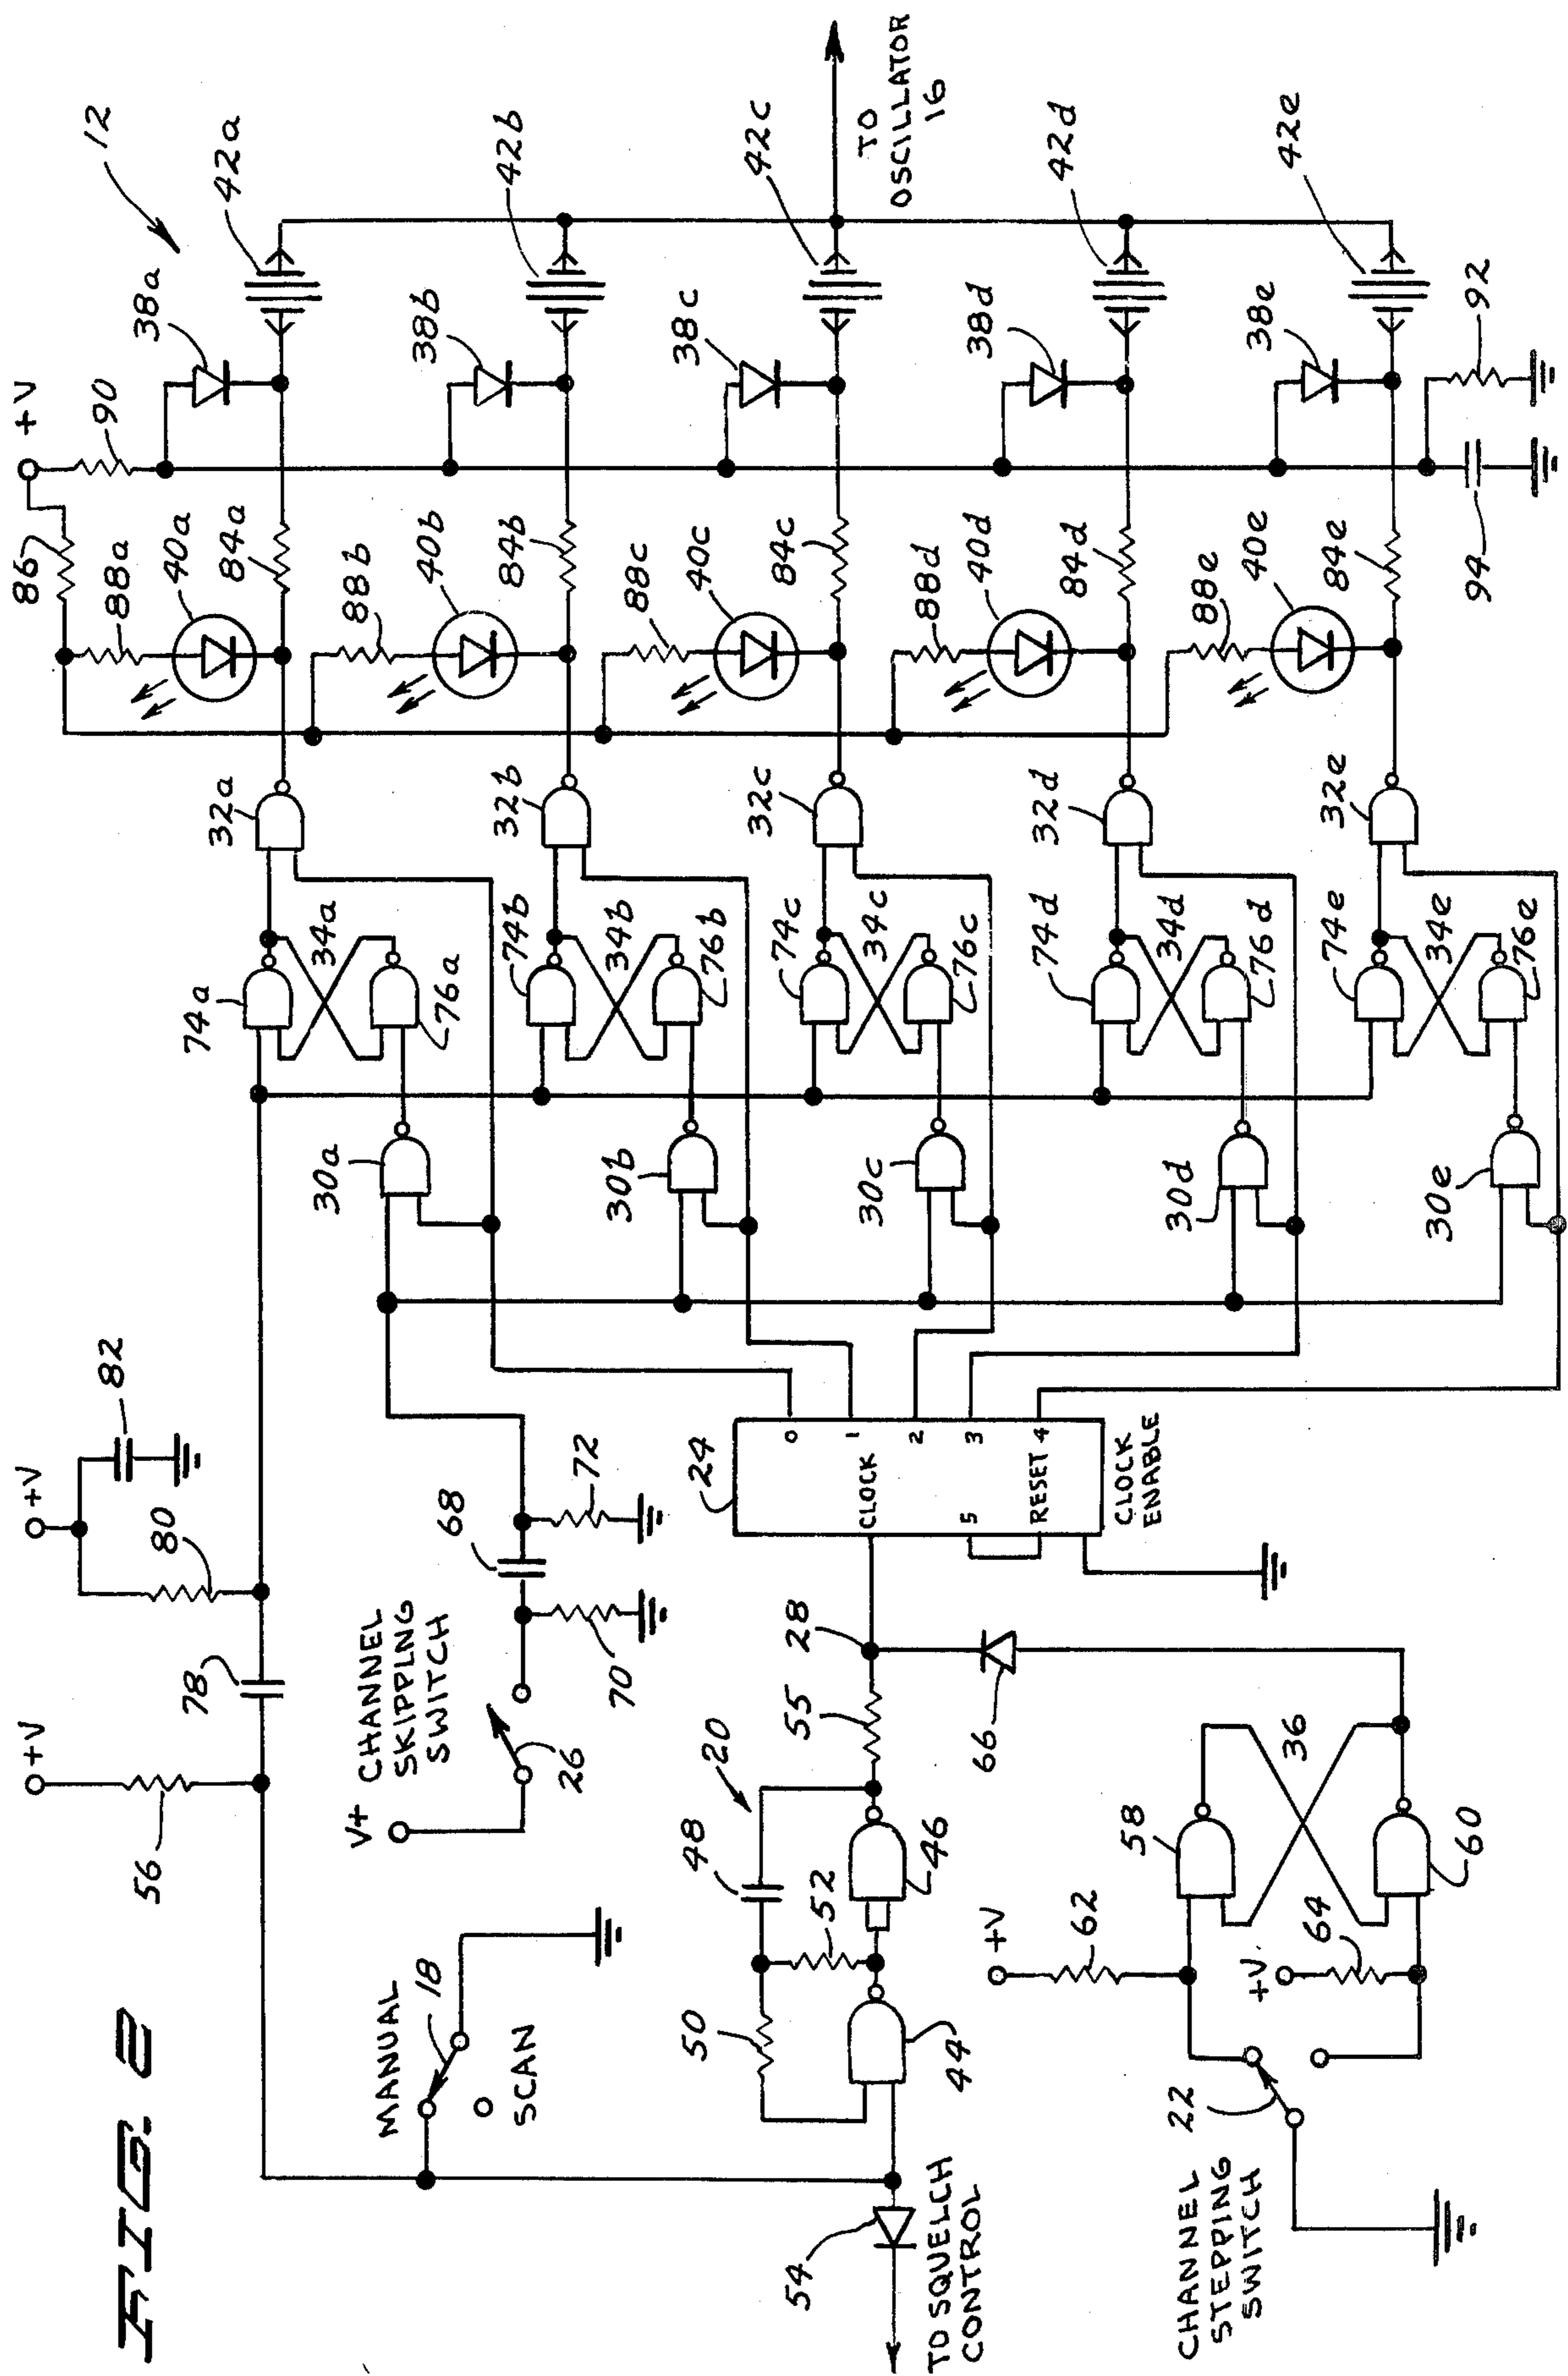 FIG. 2
12
+V
+V
+V
56
78
80
82
86
90
88a
40a
84a
38a
42a
88b
40b
84b
38b
42b
88c
40c
84c
38c
42c
88d
40d
84d
38d
42d
88e
40e
84e
38e
42e
92
94
TO
OSCILLATOR
16
74a
34a
76a
32a
30a
74b
34b
76b
32b
30b
74c
34c
76c
32c
30c
74d
34d
76d
32d
30d
74e
34e
76e
32e
30e
MANUAL
18
SCAN
V+
CHANNEL
SKIPPING
SWITCH
26
68
70
72
24
CLOCK
0
1
2
3
4
5
RESET
CLOCK
ENABLE
20
48
50
52
44
46
55
28
66
54
TO SQUELCH
CONTROL
CHANNEL
STEPPING
SWITCH
22
+V
62
+V
64
58
36
60